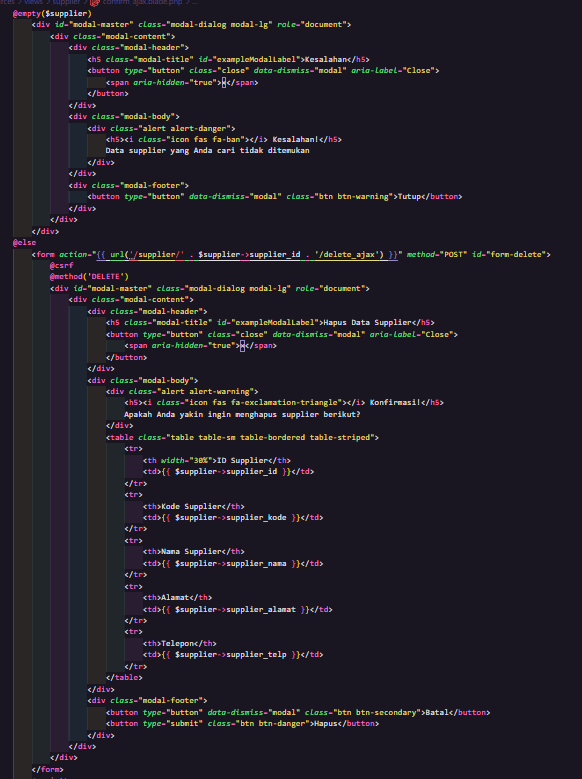 rces > views > supplier > confirm_ajax.blade.php > ...
@empty($supplier)
<div id="modal-master" class="modal-dialog modal-lg" role="document">
<div class="modal-content">
<div class="modal-header">
<h5 class="modal-title" id="exampleModalLabel">Kesalahan</h5>
<button type="button" class="close" data-dismiss="modal" aria-label="Close">
<span aria-hidden="true">×</span>
</button>
</div>
<div class="modal-body">
<div class="alert alert-danger">
<h5><i class="icon fas fa-ban"></i> Kesalahan!</h5>
Data supplier yang Anda cari tidak ditemukan
</div>
</div>
<div class="modal-footer">
<button type="button" data-dismiss="modal" class="btn btn-warning">Tutup</button>
</div>
</div>
</div>
@else
<form action="{{ url('/supplier/' . $supplier->supplier_id . '/delete_ajax') }}" method="POST" id="form-delete">
@csrf
@method('DELETE')
<div id="modal-master" class="modal-dialog modal-lg" role="document">
<div class="modal-content">
<div class="modal-header">
<h5 class="modal-title" id="exampleModalLabel">Hapus Data Supplier</h5>
<button type="button" class="close" data-dismiss="modal" aria-label="Close">
<span aria-hidden="true">×</span>
</button>
</div>
<div class="modal-body">
<div class="alert alert-warning">
<h5><i class="icon fas fa-exclamation-triangle"></i> Konfirmasi!</h5>
Apakah Anda yakin ingin menghapus supplier berikut?
</div>
<table class="table table-sm table-bordered table-striped">
<tr>
<th width="30%">ID Supplier</th>
<td>{{ $supplier->supplier_id }}</td>
</tr>
<tr>
<th>Kode Supplier</th>
<td>{{ $supplier->supplier_kode }}</td>
</tr>
<tr>
<th>Nama Supplier</th>
<td>{{ $supplier->supplier_nama }}</td>
</tr>
<tr>
<th>Alamat</th>
<td>{{ $supplier->supplier_alamat }}</td>
</tr>
<tr>
<th>Telepon</th>
<td>{{ $supplier->supplier_telp }}</td>
</tr>
</table>
</div>
<div class="modal-footer">
<button type="button" data-dismiss="modal" class="btn btn-secondary">Batal</button>
<button type="submit" class="btn btn-danger">Hapus</button>
</div>
</div>
</div>
</form>